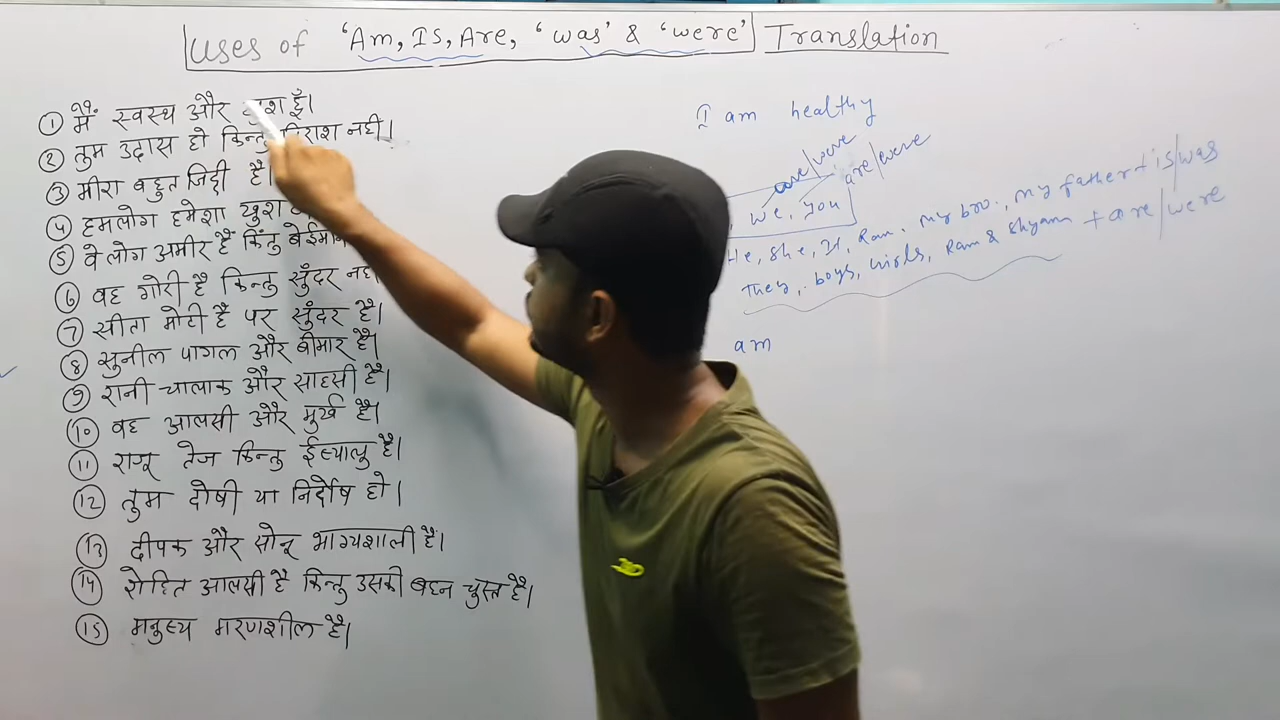 Uses of 'Am, Is, Are, 'was' & 'were' Translation
① मैं स्वस्थ और खुश हूँ।
② तुम उदास हो किन्तु निराश नही।
③ मीरा बहुत जिद्दी है।
④ हमलोग हमेशा खुश
⑤ वे लोग अमीर हैं किंतु बेईमान
⑥ वह गोरी है किन्तु सुँदर नही
⑦ सीता मोटी है पर सुँदर है।
⑧ सुनील पागल और बीमार है।
⑨ रानी चालाक और साहसी है।
⑩ वह आलसी और मुर्ख है।
⑪ राजू तेज किन्तु ईर्ष्यालु है।
⑫ तुम दोषी या निर्दोष हो।
⑬ दीपक और सोनू भाग्यशाली हैं।
⑭ रोहित आलसी है किन्तु उसकी बहन चुस्त है।
⑮ मनुस्य मरणशील है।
I am healthy
are/were
we, you are/were
He, She, It, Ram, my bro., my father + is/was
They, boys, Girls, Ram & Shyam + are/were
am